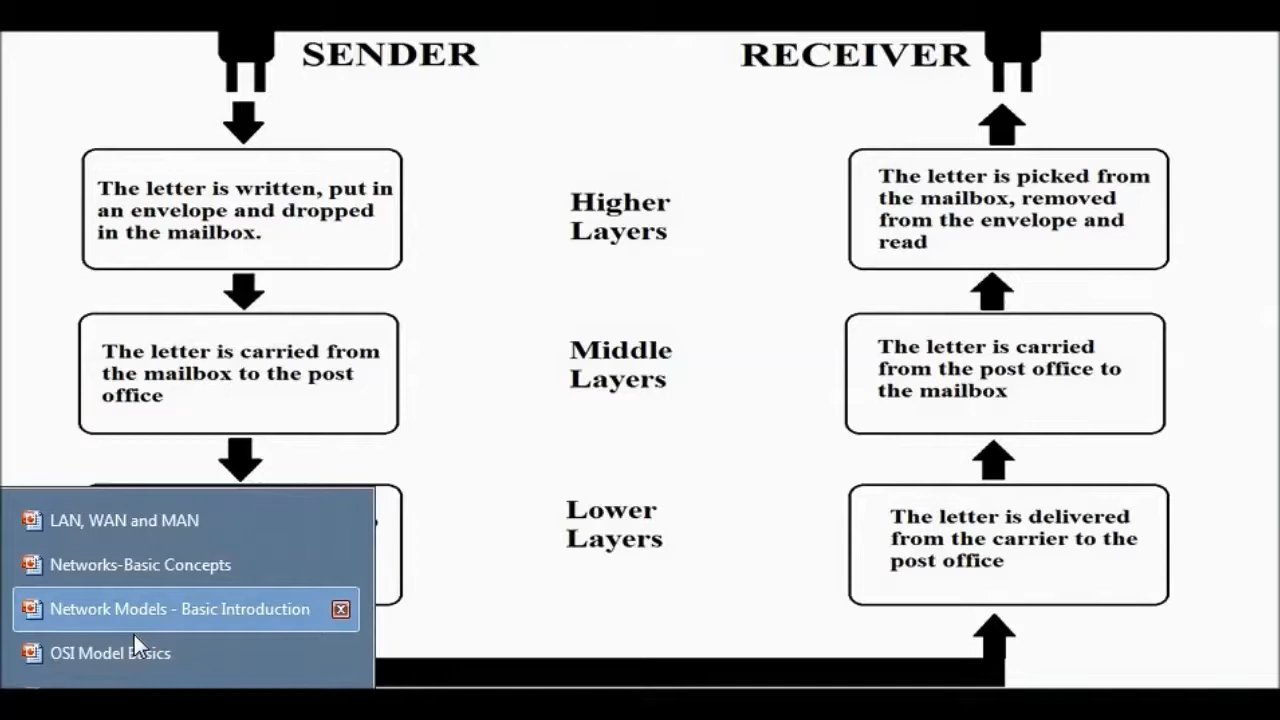 SENDER
RECEIVER
The letter is written, put in
an envelope and dropped
in the mailbox.
Higher
Layers
The letter is picked from
the mailbox, removed
from the envelope and
read
The letter is carried from
the mailbox to the post
office
Middle
Layers
The letter is carried
from the post office to
the mailbox
Lower
Layers
The letter is delivered
from the carrier to the
post office
LAN, WAN and MAN
Networks-Basic Concepts
Network Models - Basic Introduction
OSI Model Basics